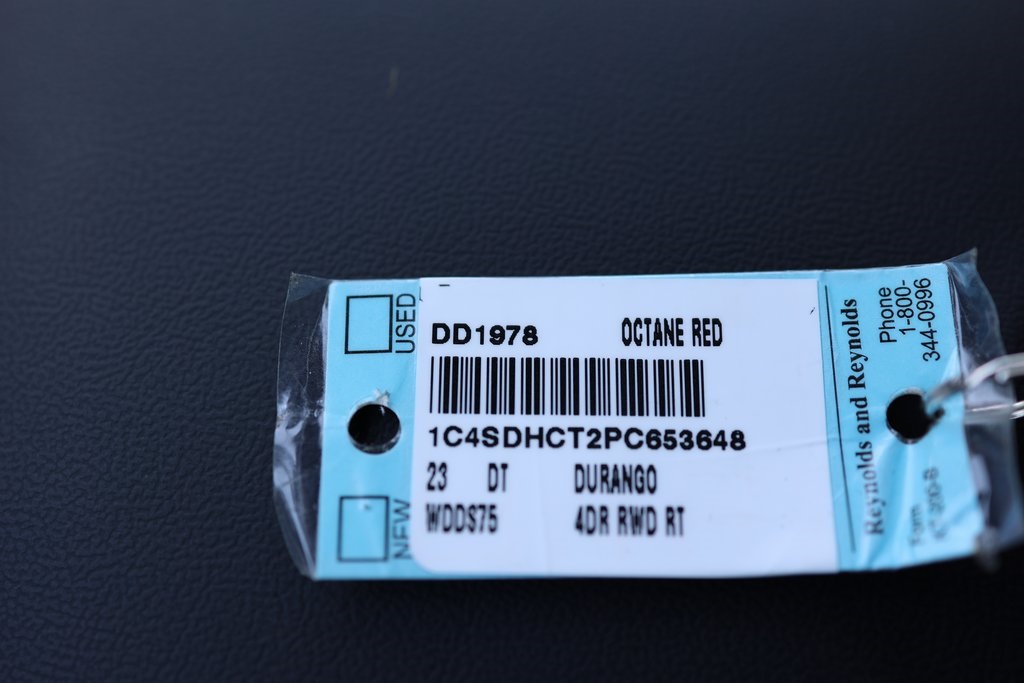 USED
NEW
DD1978 OCTANE RED
1C4SDHCT2PC653648
23 DT DURANGO
WDDS75 4DR RWD RT
Reynolds and Reynolds
Phone
1-800-
344-0996